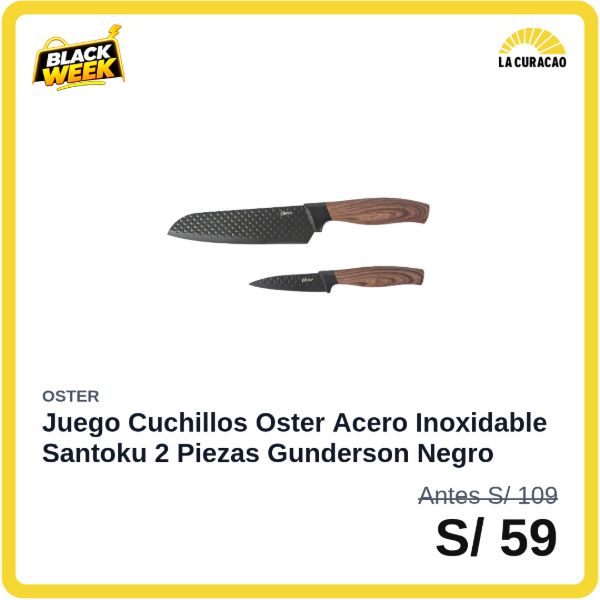 BLACK
WEEK
LA CURACAO
OSTER
Juego Cuchillos Oster Acero Inoxidable
Santoku 2 Piezas Gunderson Negro
Antes S/ 109
S/ 59